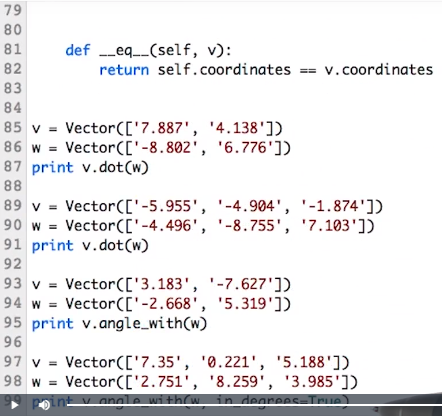 79
80
81 def __eq__(self, v):
82 return self.coordinates == v.coordinates
83
84
85 v = Vector(['7.887', '4.138'])
86 w = Vector(['-8.802', '6.776'])
87 print v.dot(w)
88
89 v = Vector(['-5.955', '-4.904', '-1.874'])
90 w = Vector(['-4.496', '-8.755', '7.103'])
91 print v.dot(w)
92
93 v = Vector(['3.183', '-7.627'])
94 w = Vector(['-2.668', '5.319'])
95 print v.angle_with(w)
96
97 v = Vector(['7.35', '0.221', '5.188'])
98 w = Vector(['2.751', '8.259', '3.985'])
99 print v.angle_with(w, in_degrees=True)